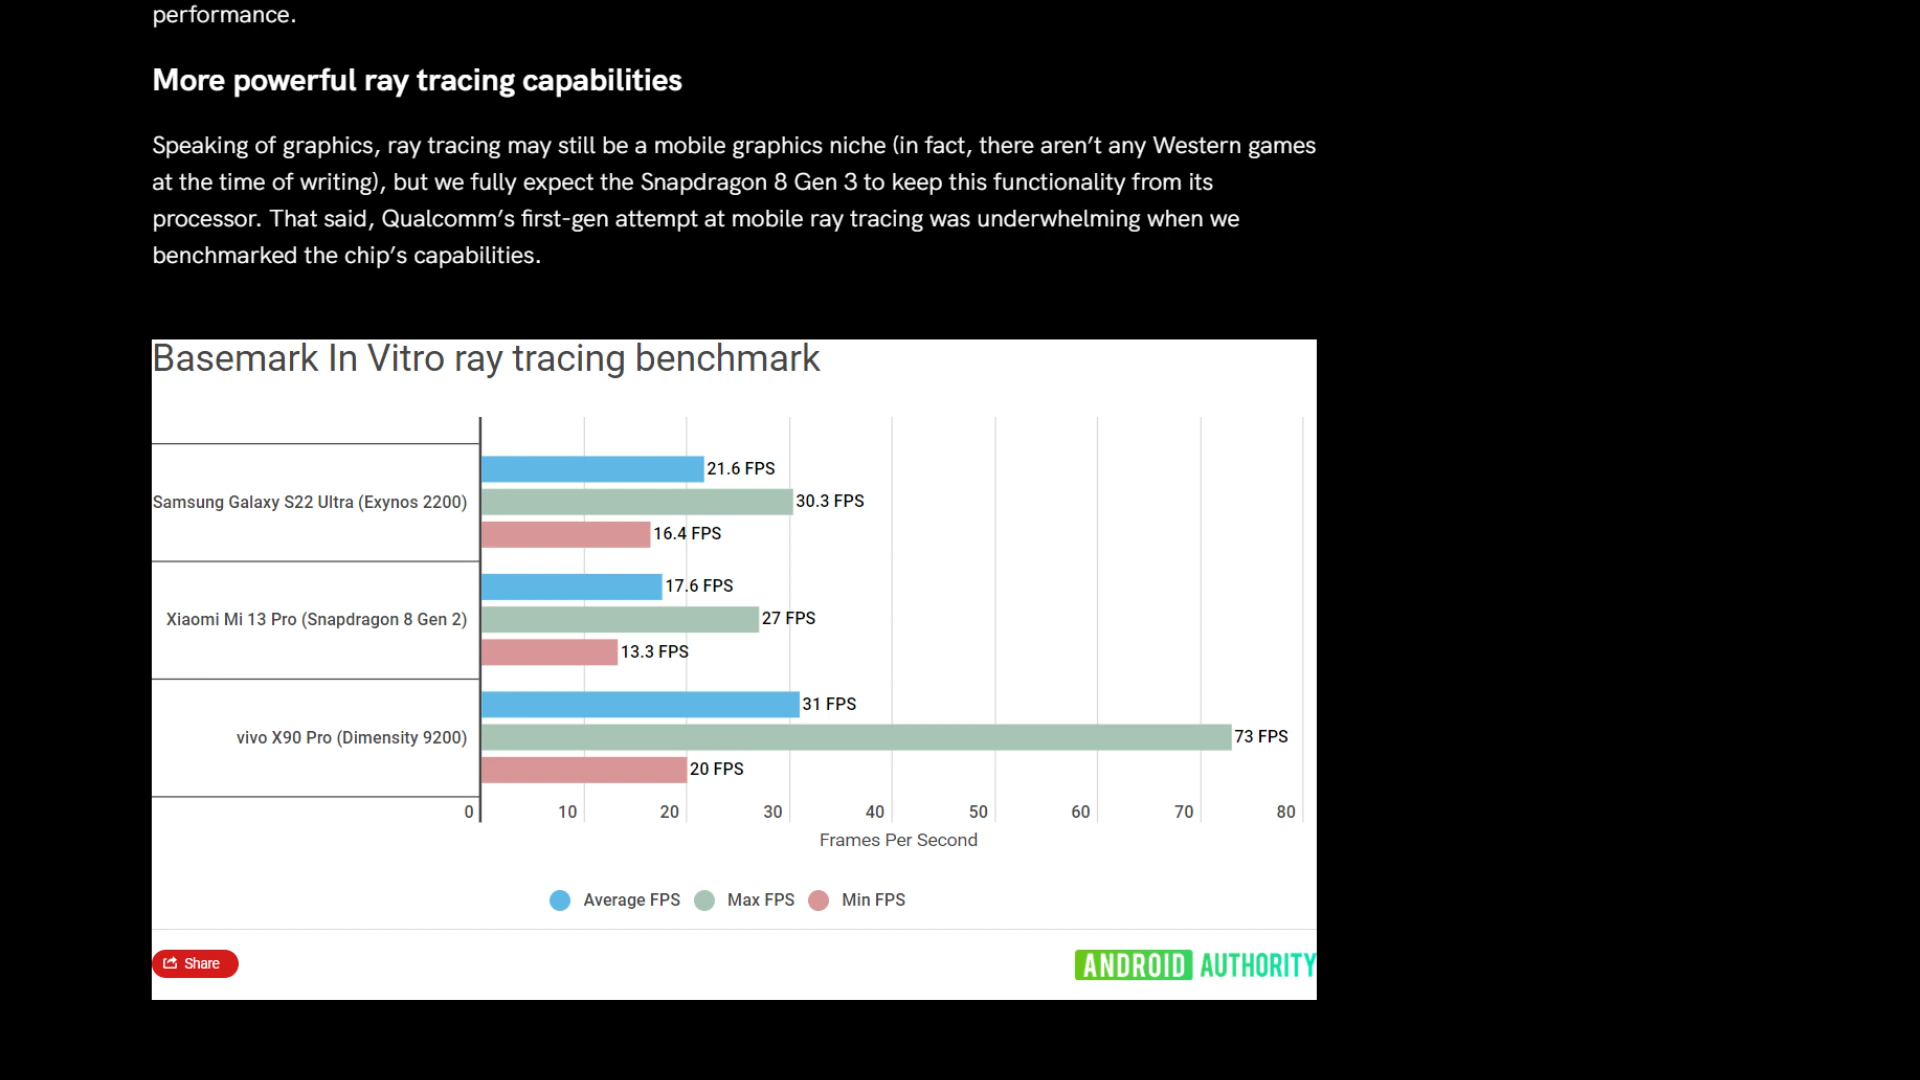 performance.
More powerful ray tracing capabilities
Speaking of graphics, ray tracing may still be a mobile graphics niche (in fact, there aren’t any Western games
at the time of writing), but we fully expect the Snapdragon 8 Gen 3 to keep this functionality from its
processor. That said, Qualcomm’s first-gen attempt at mobile ray tracing was underwhelming when we
benchmarked the chip’s capabilities.
Basemark In Vitro ray tracing benchmark
21.6 FPS
Samsung Galaxy S22 Ultra (Exynos 2200) 30.3 FPS
16.4 FPS
17.6 FPS
Xiaomi Mi 13 Pro (Snapdragon 8 Gen 2) 27 FPS
13.3 FPS
31 FPS
vivo X90 Pro (Dimensity 9200) 73 FPS
20 FPS
0 10 20 30 40 50 60 70 80
Frames Per Second
Average FPS Max FPS Min FPS
Share ANDROID AUTHORITY